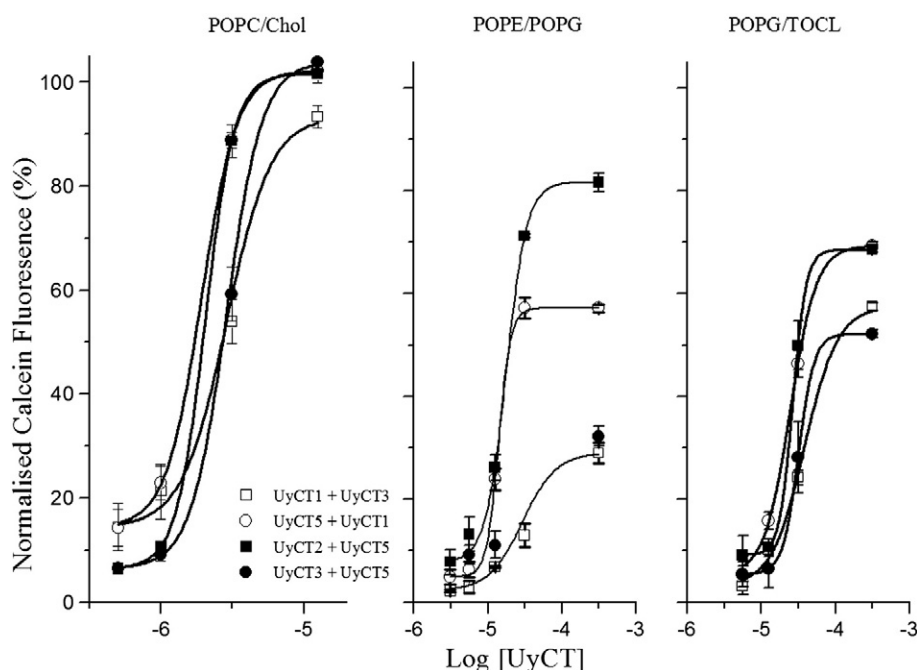 POPC/Chol POPE/POPG POPG/TOCL
Normalised Calcein Fluoresence (%)
100
80
60
40
20
0
UyCT1 + UyCT3
UyCT5 + UyCT1
UyCT2 + UyCT5
UyCT3 + UyCT5
-6 -5 -6 -5 -4 -3 -6 -5 -4 -3
Log [UyCT]